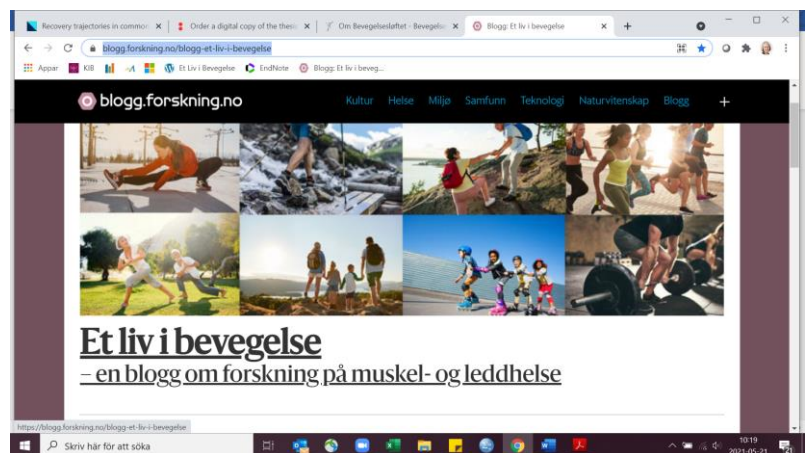 Recovery trajectories in common
Order a digital copy of the thesis
Om Bevegelsesløftet - Bevegelse
Blogg: Et liv i bevegelse
blogg.forskning.no/blogg-et-liv-i-bevegelse
Appar KIB Et Liv i Bevegelse EndNote Blogg: Et liv i beveg...
blogg.forskning.no Kultur Helse Miljø Samfunn Teknologi Naturvitenskap Blogg +
Et liv i bevegelse
– en blogg om forskning på muskel- og leddhelse
https://blogg.forskning.no/blogg-et-liv-i-bevegelse
Skriv här för att söka
10:19
2021-05-21